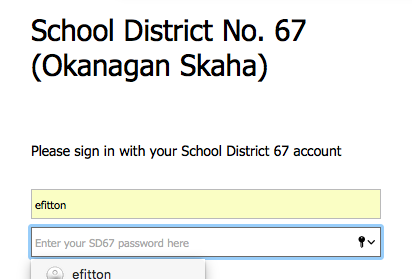 School District No. 67
(Okanagan Skaha)
Please sign in with your School District 67 account
efitton
Enter your SD67 password here
efitton